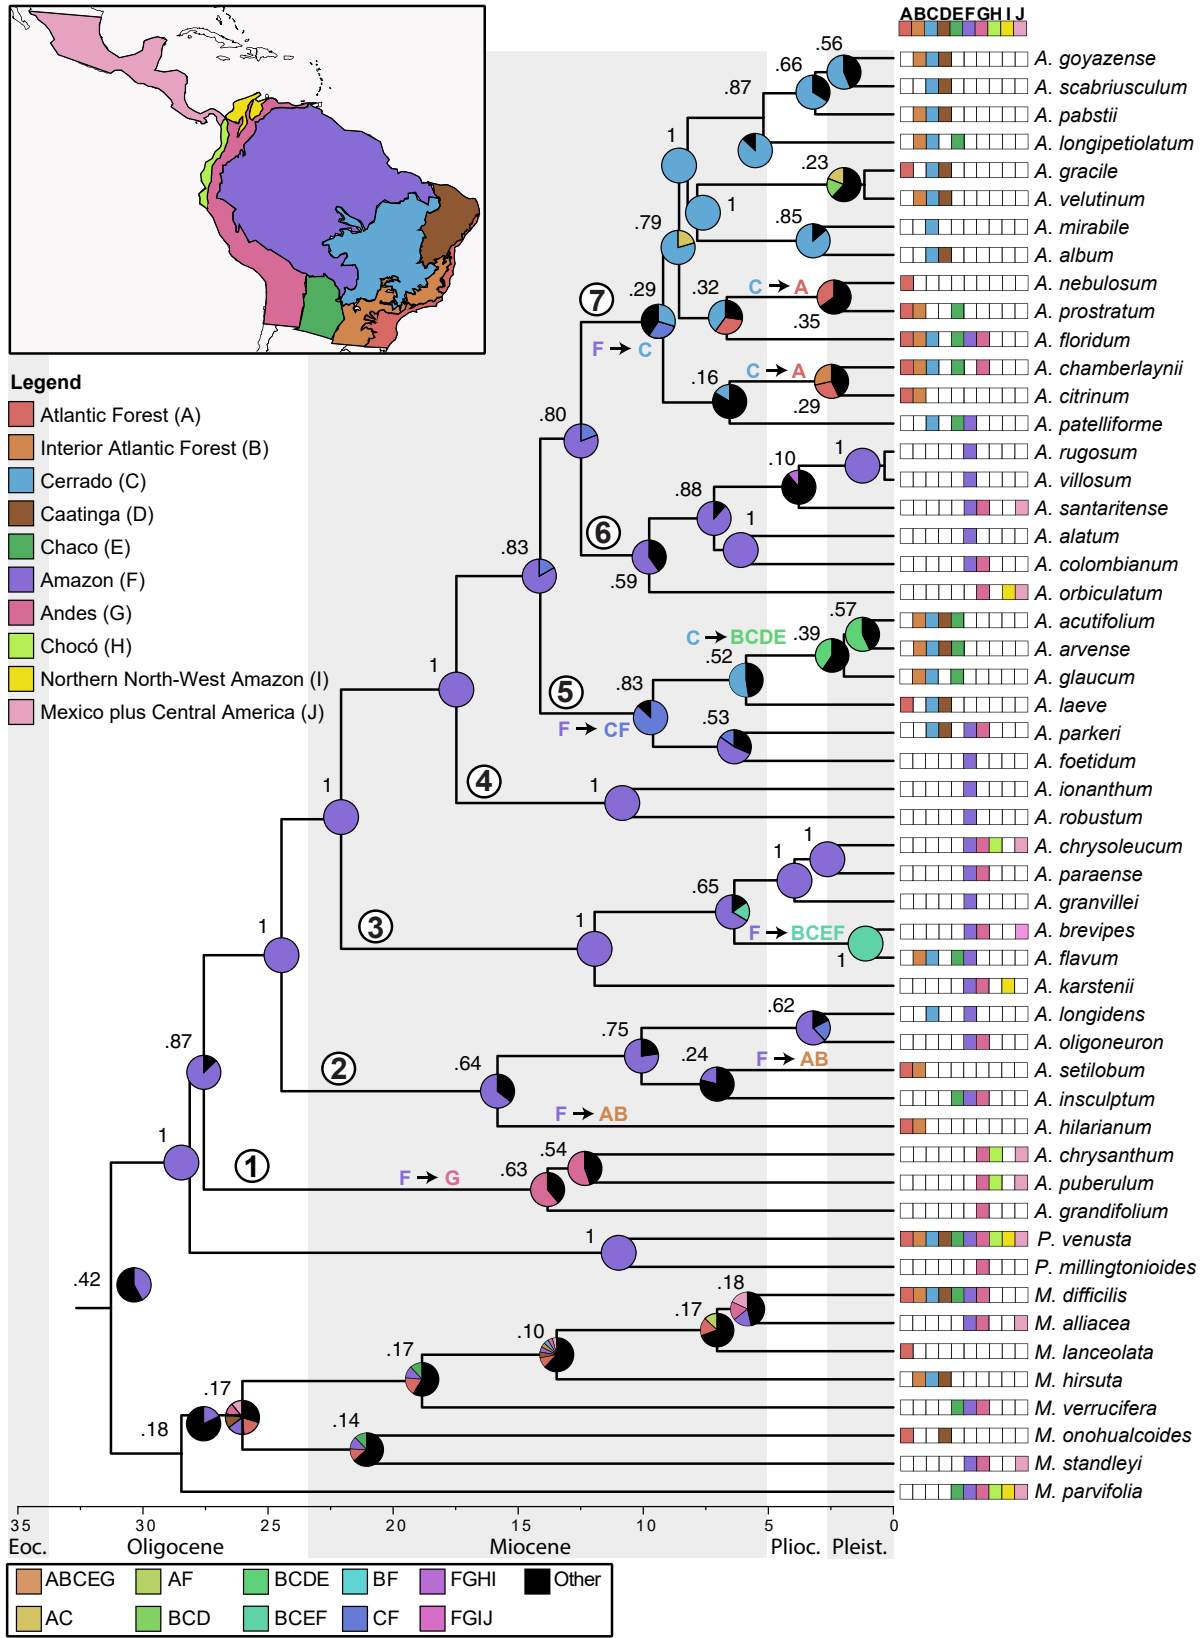 ABCDEFGHIJ
A. goyazense
A. scabriusculum
A. pabstii
A. longipetiolatum
A. gracile
A. velutinum
A. mirabile
A. album
A. nebulosum
A. prostratum
A. floridum
A. chamberlaynii
A. citrinum
A. patelliforme
A. rugosum
A. villosum
A. santaritense
A. alatum
A. colombianum
A. orbiculatum
A. acutifolium
A. arvense
A. glaucum
A. laeve
A. parkeri
A. foetidum
A. ionanthum
A. robustum
A. chrysoleucum
A. paraense
A. granvillei
A. brevipes
A. flavum
A. karstenii
A. longidens
A. oligoneuron
A. setilobum
A. insculptum
A. hilarianum
A. chrysanthum
A. puberulum
A. grandifolium
P. venusta
P. millingtonioides
M. difficilis
M. alliacea
M. lanceolata
M. hirsuta
M. verrucifera
M. onohualcoides
M. standleyi
M. parvifolia
Legend
Atlantic Forest (A)
Interior Atlantic Forest (B)
Cerrado (C)
Caatinga (D)
Chaco (E)
Amazon (F)
Andes (G)
Chocó (H)
Northern North-West Amazon (I)
Mexico plus Central America (J)
.56
.66
.87
1
.23
1
.85
.79
.32
C → A
.35
7
.29
F → C
C → A
.16
.29
.80
1
.10
.88
1
6
.59
.83
.57
C → BCDE
.39
.52
5
.83
F → CF
.53
1
4
1
1
1
1
.65
3
1
F → BCEF
1
1
.62
.75
F → AB
.24
2
.64
F → AB
.87
1
1
.54
.63
F → G
1
.42
.18
.17
.10
.17
.17
.14
.18
35 30 25 20 15 10 5 0
Eoc. Oligocene Miocene Plioc. Pleist.
ABCEG AF BCDE BF FGHI Other
AC BCD BCEF CF FGIJ